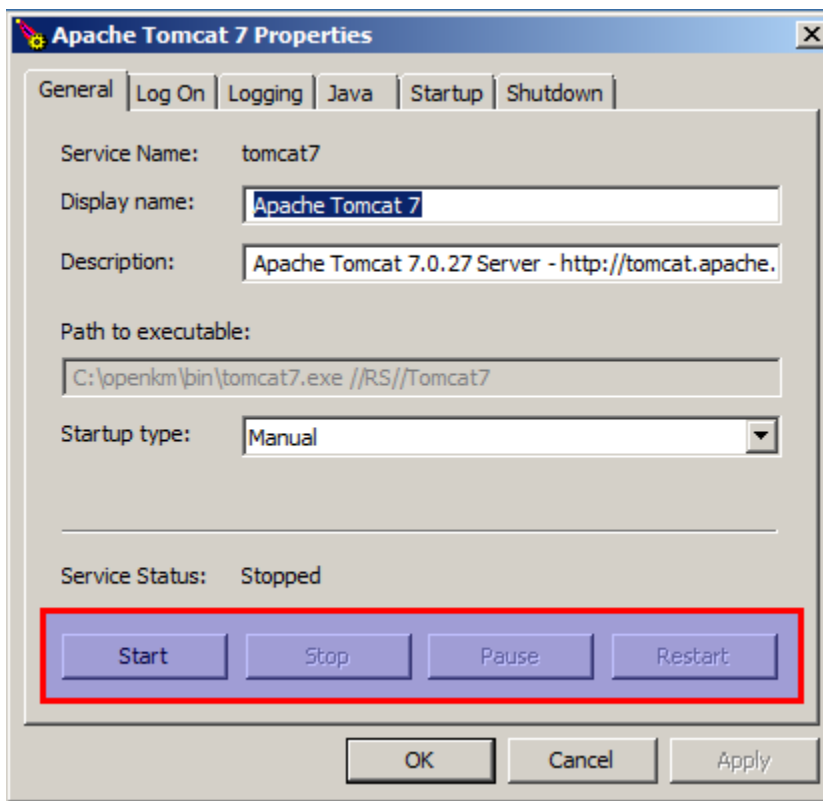 Apache Tomcat 7 Properties
General Log On Logging Java Startup Shutdown
Service Name: tomcat7
Display name: Apache Tomcat 7
Description: Apache Tomcat 7.0.27 Server - http://tomcat.apache.
Path to executable:
C:\openkm\bin\tomcat7.exe //RS//Tomcat7
Startup type: Manual
Service Status: Stopped
Start Stop Pause Restart
OK Cancel Apply